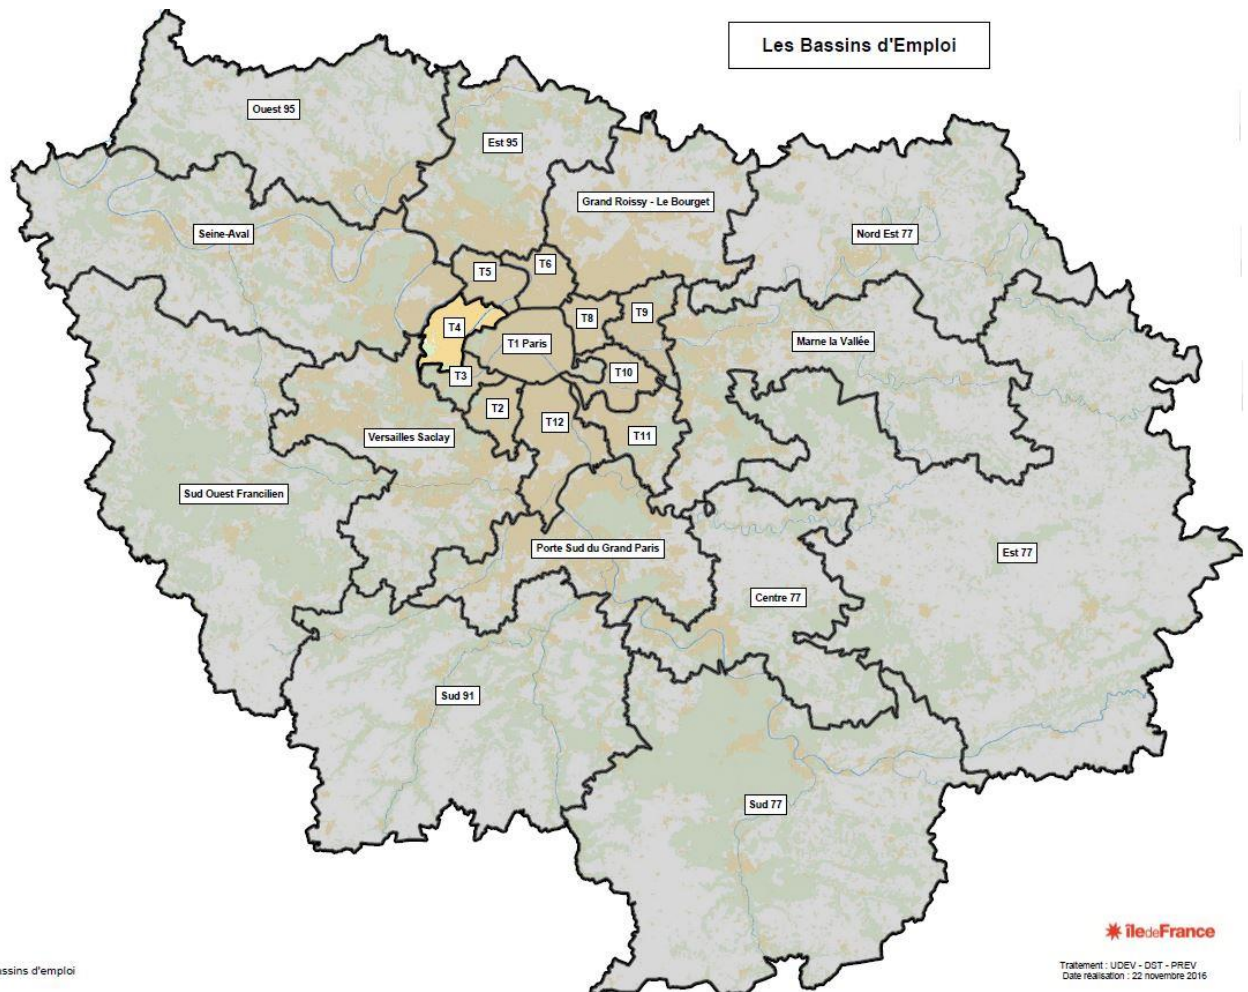 Les Bassins d'Emploi
Ouest 95
Est 95
Grand Roissy - Le Bourget
Seine-Aval
Nord Est 77
T5
T6
T4
T8
T9
T1 Paris
Marne la Vallée
T3
T10
T2
T12
T11
Versailles Saclay
Sud Ouest Francilien
Porte Sud du Grand Paris
Est 77
Centre 77
Sud 91
Sud 77
île de France
ssins d'emploi
Traitement : UDEV - DST - PREV
Date réalisation : 22 novembre 2016